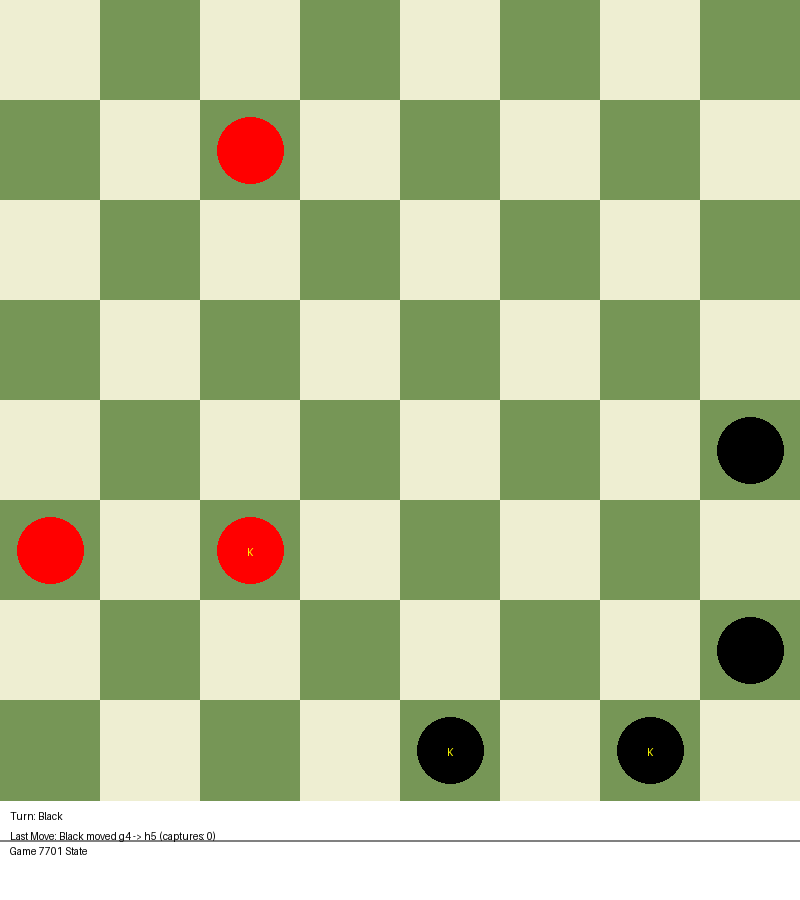 K
K
K
Turn: Black
Last Move: Black moved g4 -> h5 (captures: 0)
Game 7701 State